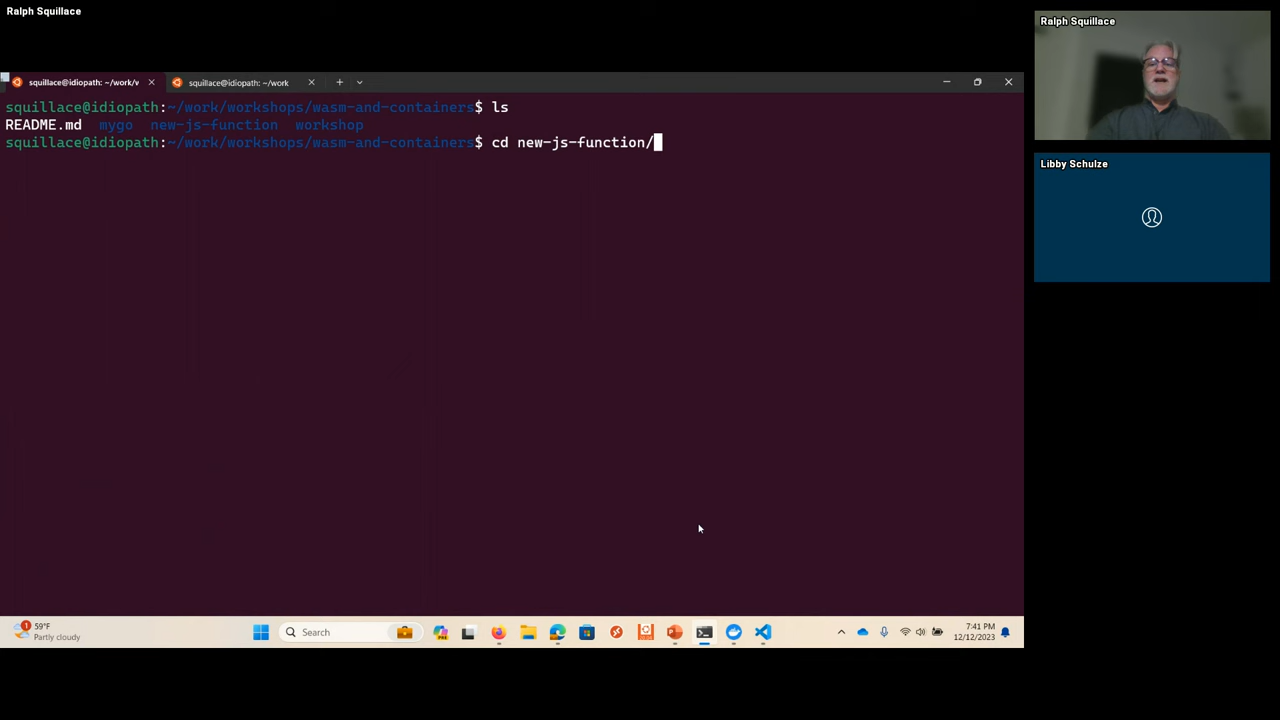 Ralph Squillace
squillace@idiopath: ~/work/v
squillace@idiopath: ~/work
squillace@idiopath:~/work/workshops/wasm-and-containers$ ls
README.md mygo new-js-function workshop
squillace@idiopath:~/work/workshops/wasm-and-containers$ cd new-js-function/
Ralph Squillace
Libby Schulze
1
59°F
Partly cloudy
Search
7:41 PM
12/12/2023